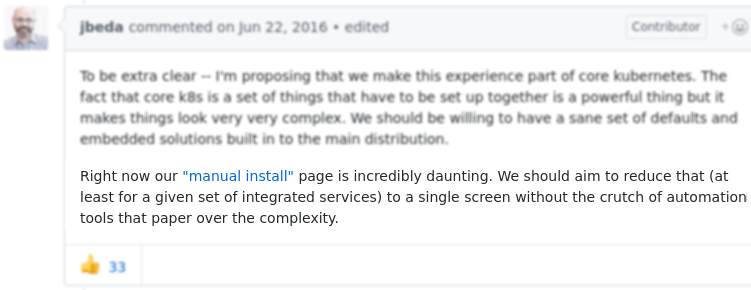 jbeda commented on Jun 22, 2016 • edited
Contributor
To be extra clear -- I'm proposing that we make this experience part of core kubernetes. The
fact that core k8s is a set of things that have to be set up together is a powerful thing but it
makes things look very very complex. We should be willing to have a sane set of defaults and
embedded solutions built in to the main distribution.
Right now our "manual install" page is incredibly daunting. We should aim to reduce that (at
least for a given set of integrated services) to a single screen without the crutch of automation
tools that paper over the complexity.
33